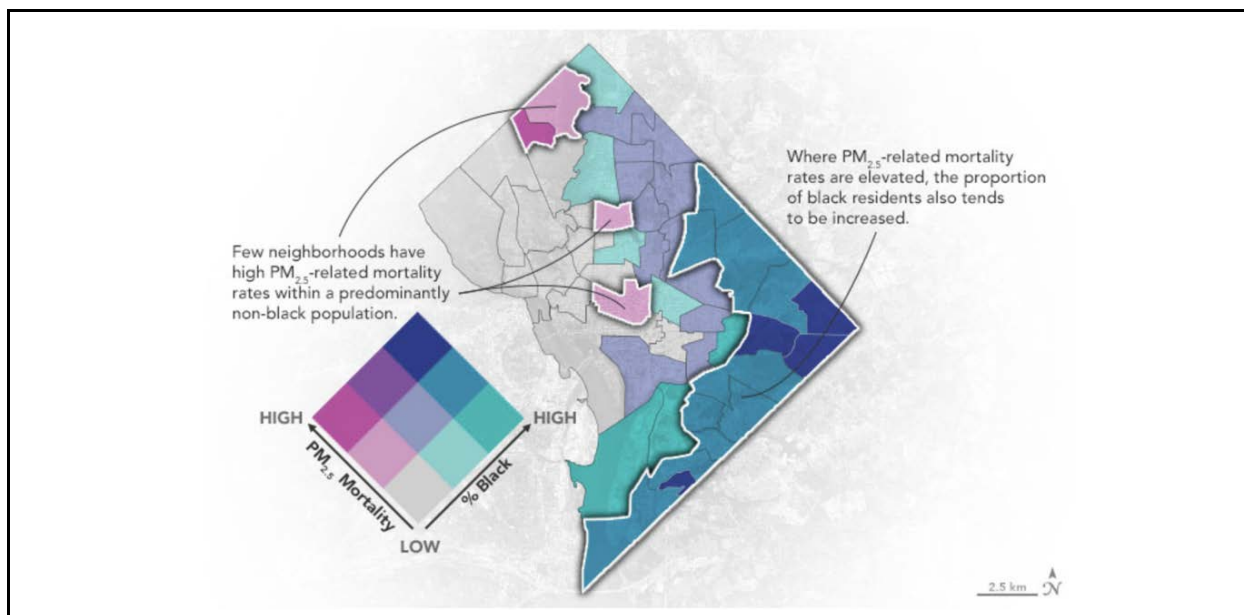 Where PM2.5-related mortality
rates are elevated, the proportion
of black residents also tends
to be increased.
Few neighborhoods have
high PM2.5-related mortality
rates within a predominantly
non-black population.
HIGH
HIGH
PM2.5 Mortality
% Black
LOW
2.5 km
N